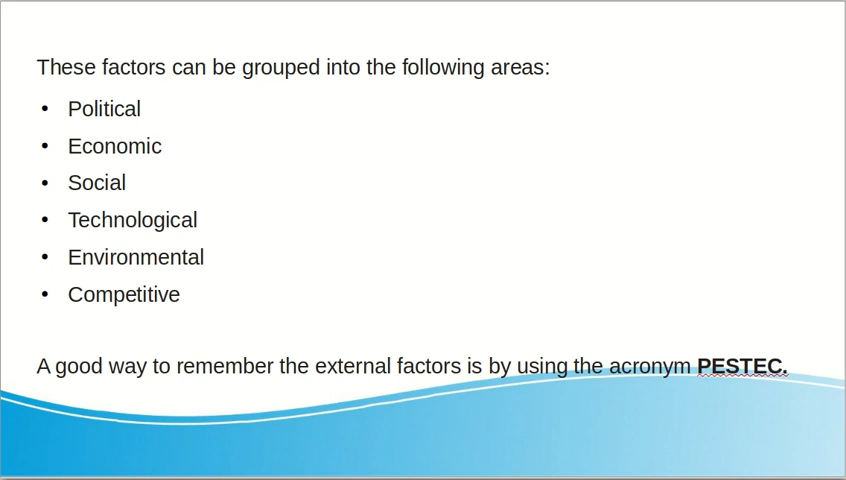 These factors can be grouped into the following areas:
• Political
• Economic
• Social
• Technological
• Environmental
• Competitive
A good way to remember the external factors is by using the acronym PESTEC.